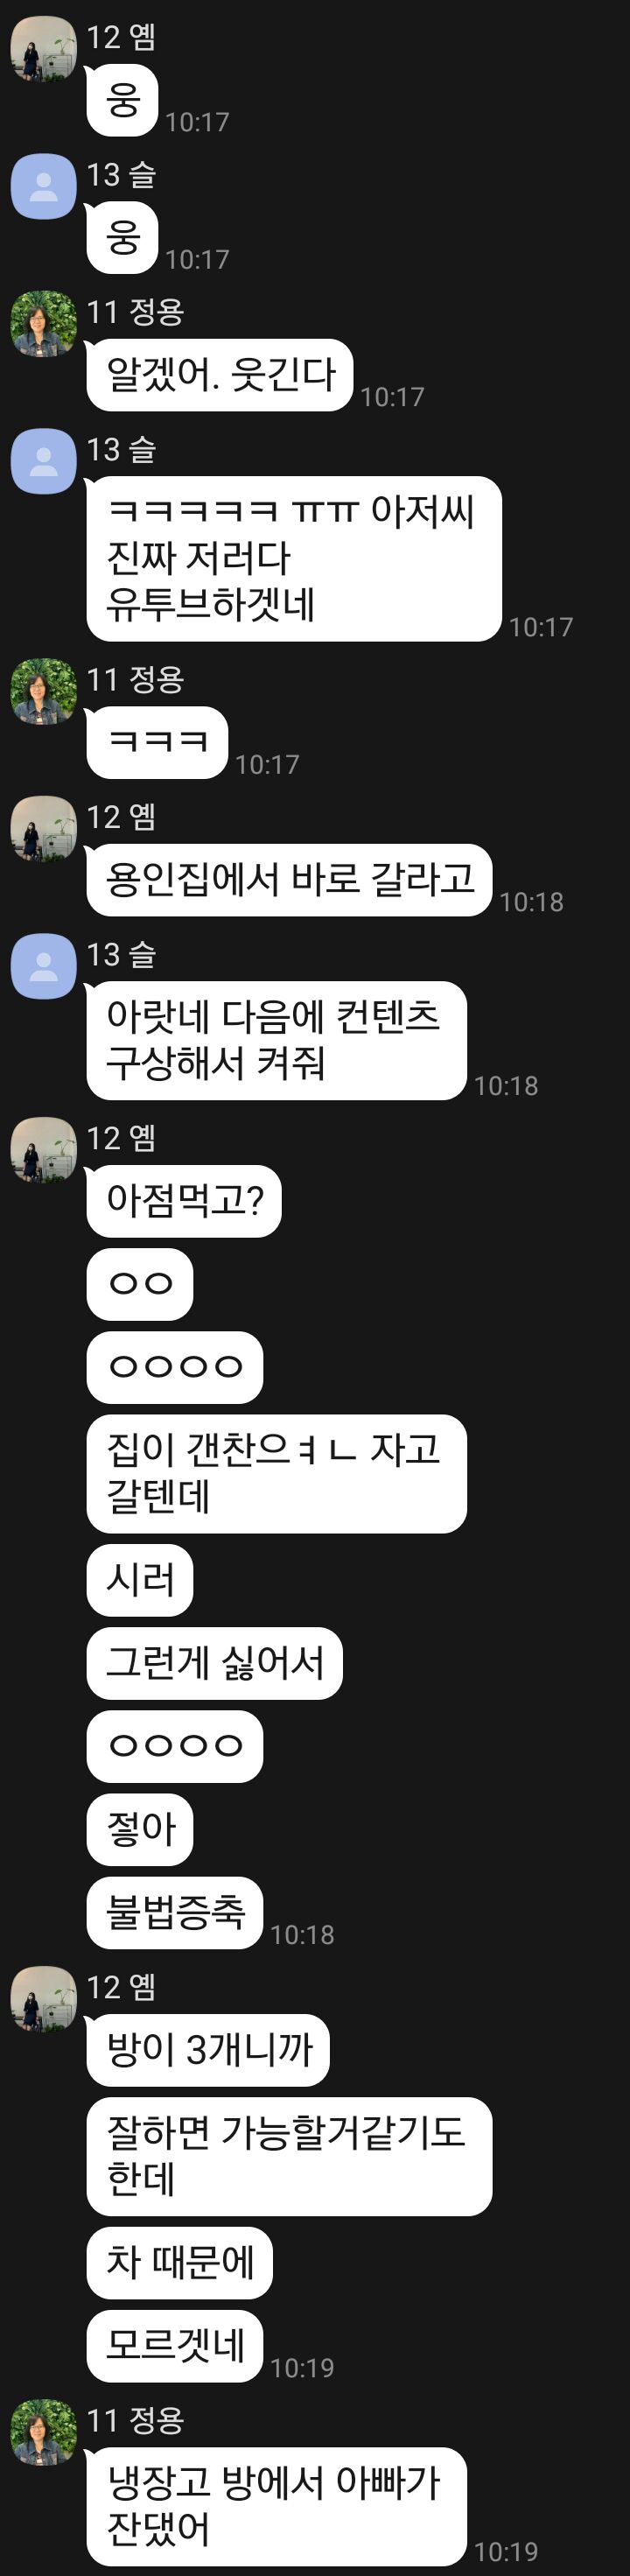 12 옘
웅
10:17
13 슬
웅
10:17
11 정용
알겠어. 웃긴다
10:17
13 슬
ㅋㅋㅋㅋㅋ ㅠㅠ 아저씨
진짜 저러다
유투브하겟네
10:17
11 정용
ㅋㅋㅋ
10:17
12 옘
용인집에서 바로 갈라고
10:18
13 슬
아랏네 다음에 컨텐츠
구상해서 켜줘
10:18
12 옘
아점먹고?
ㅇㅇ
ㅇㅇㅇㅇ
집이 갠찬으ㅕㄴ 자고
갈텐데
시러
그런게 싫어서
ㅇㅇㅇㅇ
젛아
불법증축
10:18
12 옘
방이 3개니까
잘하면 가능할거같기도
한데
차 때문에
모르겟네
10:19
11 정용
냉장고 방에서 아빠가
잔댔어
10:19